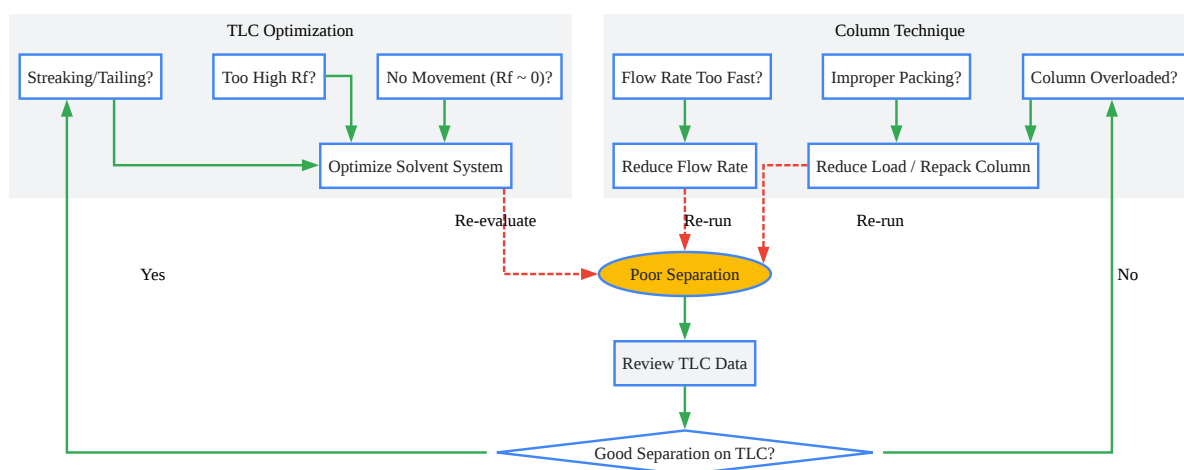 TLC Optimization
Column Technique
Streaking/Tailing?
Too High Rf?
No Movement (Rf ~ 0)?
Flow Rate Too Fast?
Improper Packing?
Column Overloaded?
Optimize Solvent System
Reduce Flow Rate
Reduce Load / Repack Column
Re-evaluate
Re-run
Re-run
Yes
Poor Separation
No
Review TLC Data
Good Separation on TLC?